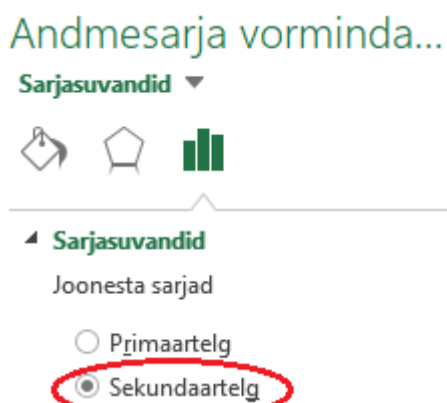 Andmesarja vorminda...
Sarjasuvandid
Sarjasuvandid
Joonesta sarjad
Primaartelg
Sekundaartelg